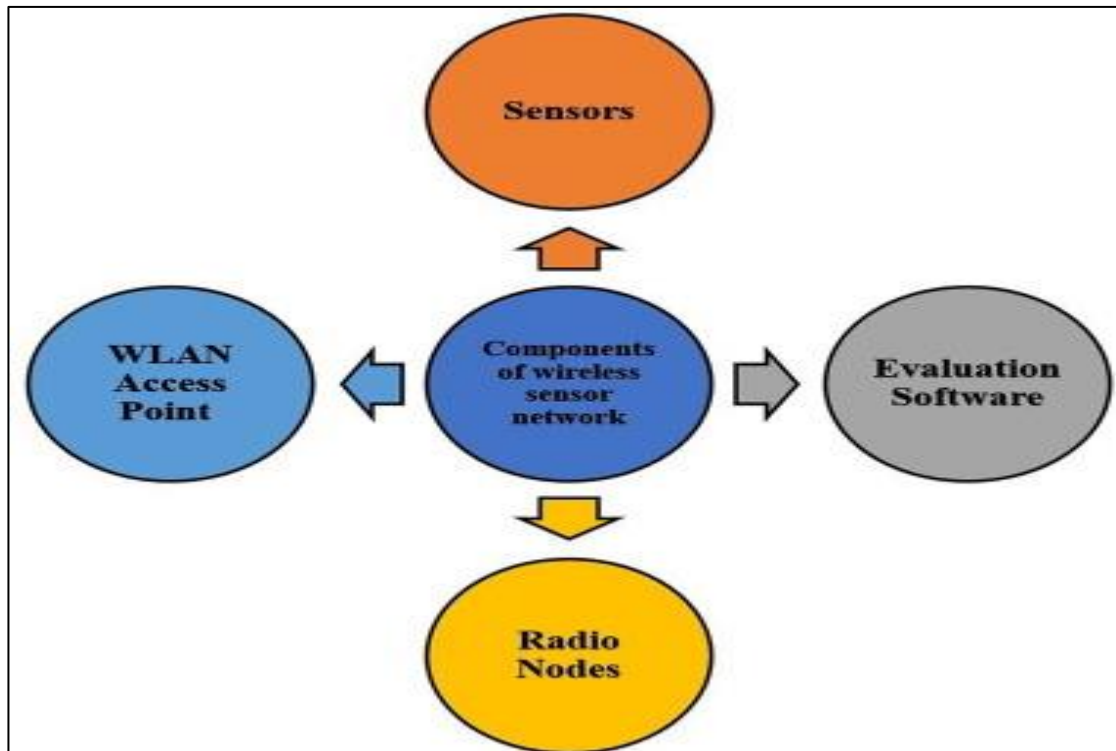 Sensors
WLAN
Access
Point
Components
of wireless
sensor
network
Evaluation
Software
Radio
Nodes